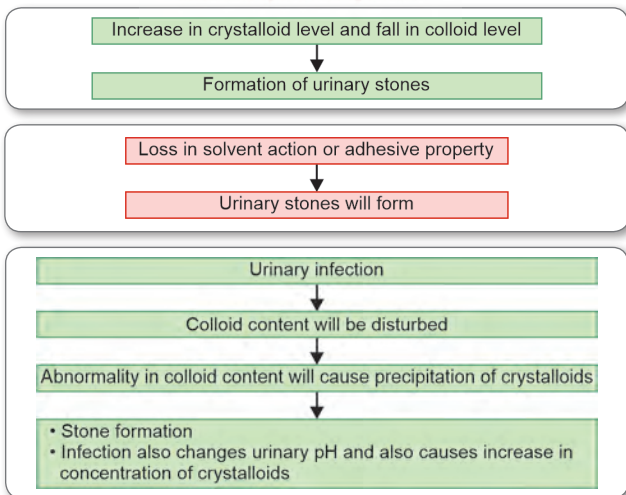 Increase in crystalloid level and fall in colloid level
Formation of urinary stones
Loss in solvent action or adhesive property
Urinary stones will form
Urinary infection
Colloid content will be disturbed
Abnormality in colloid content will cause precipitation of crystalloids
• Stone formation
• Infection also changes urinary pH and also causes increase in
concentration of crystalloids